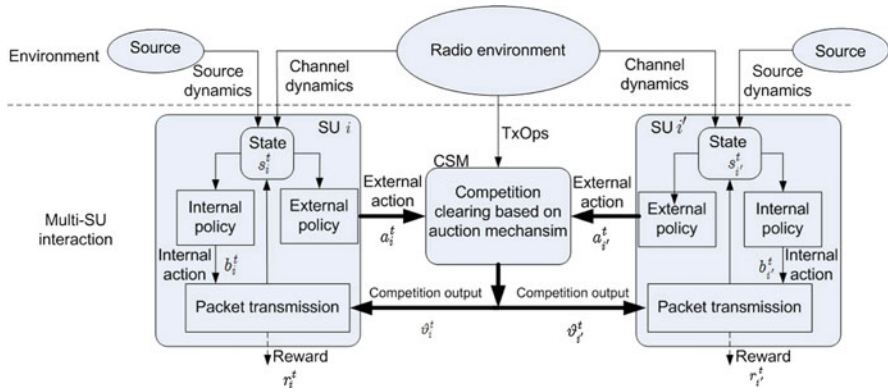 Environment
Source
Radio environment
Source
Source
dynamics
Channel
dynamics
Channel
dynamics
Source
dynamics
SU i
State
s_i^t
Internal
policy
External
policy
Internal
action
b_i^t
Packet transmission
Reward
r_i^t
External
action
a_i^t
TxOps
CSM
Competition
clearing based on
auction mechansim
External
action
a_{i'}^t
Competition output
ϑ_i^t
Competition output
ϑ_{i'}^t
SU i'
State
s_{i'}^t
External
policy
Internal
policy
Internal
action
b_{i'}^t
Packet transmission
Reward
r_{i'}^t
Multi-SU
interaction